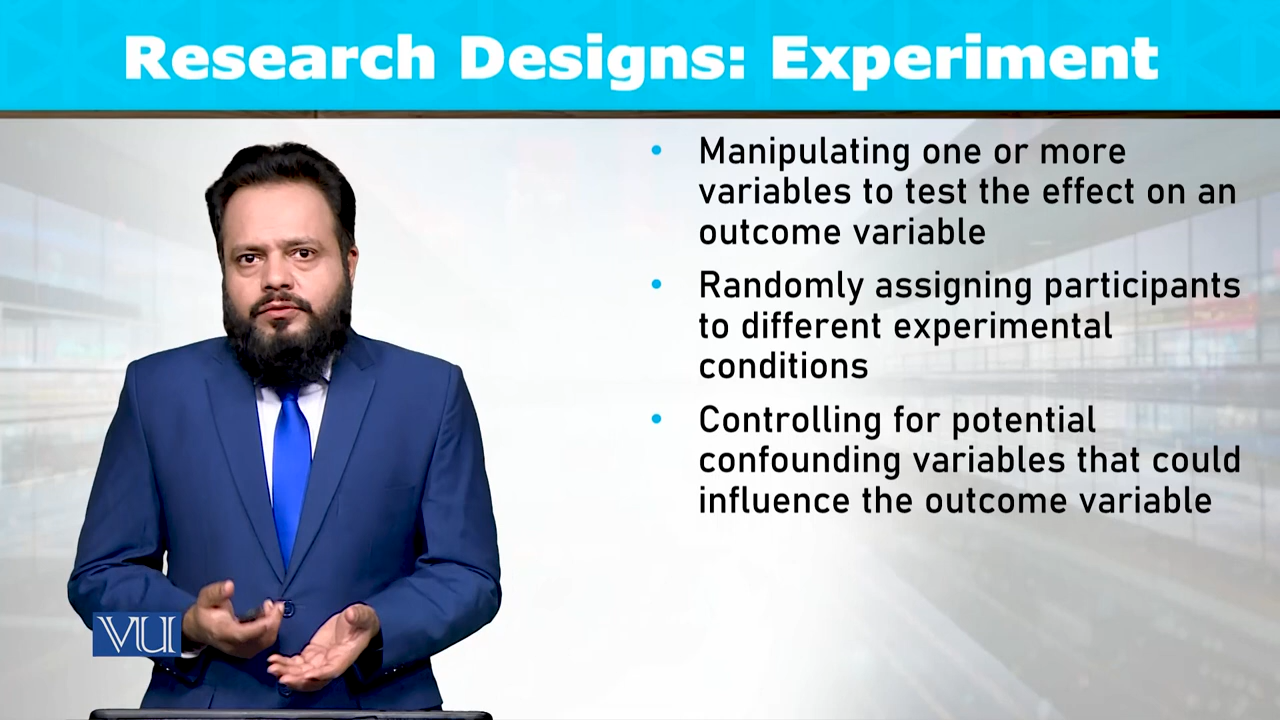 Research Designs: Experiment
• Manipulating one or more
variables to test the effect on an
outcome variable
• Randomly assigning participants
to different experimental
conditions
• Controlling for potential
confounding variables that could
influence the outcome variable
VU